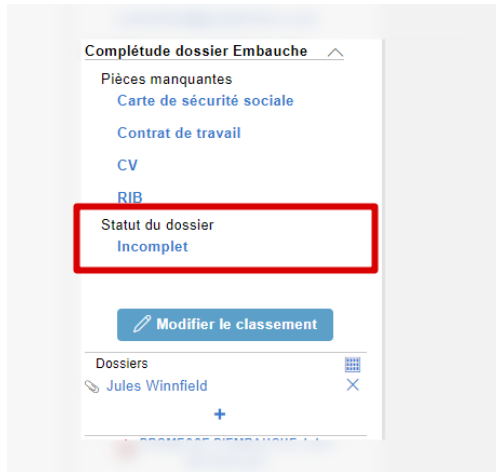 Complétude dossier Embauche
Pièces manquantes
Carte de sécurité sociale
Contrat de travail
CV
RIB
Statut du dossier
Incomplet
Modifier le classement
Dossiers
Jules Winnfield
+